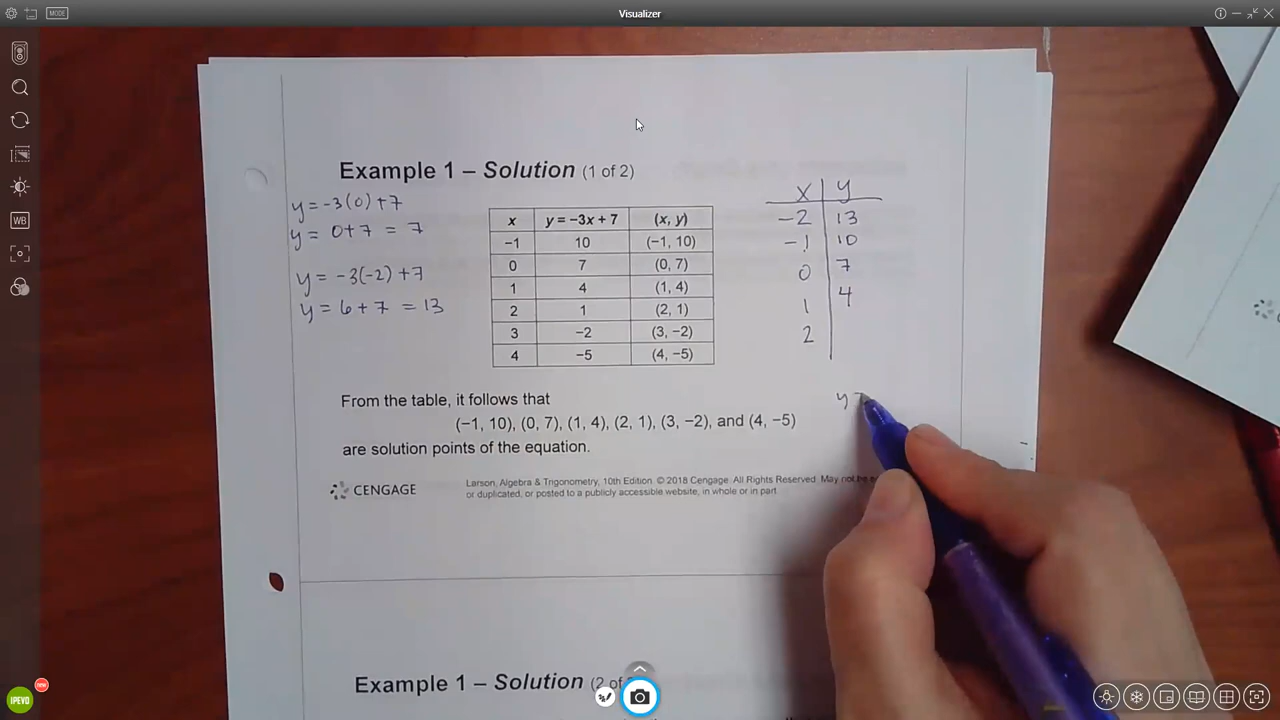 MODE
Visualizer
Example 1 – Solution (1 of 2)
y = -3(0) + 7
y = 0+7 = 7
y = -3(-2) +7
y = 6 + 7 = 13
x y = −3x + 7 (x, y)
−1 10 (−1, 10)
0 7 (0, 7)
1 4 (1, 4)
2 1 (2, 1)
3 −2 (3, −2)
4 −5 (4, −5)
x y
-2 13
-1 10
0 7
1 4
2
y =
From the table, it follows that
(−1, 10), (0, 7), (1, 4), (2, 1), (3, −2), and (4, −5)
are solution points of the equation.
CENGAGE
Larson, Algebra & Trigonometry, 10th Edition. © 2018 Cengage. All Rights Reserved. May not be
or duplicated, or posted to a publicly accessible website, in whole or in part
Example 1 – Solution (2 of
WB
IPEVO
new